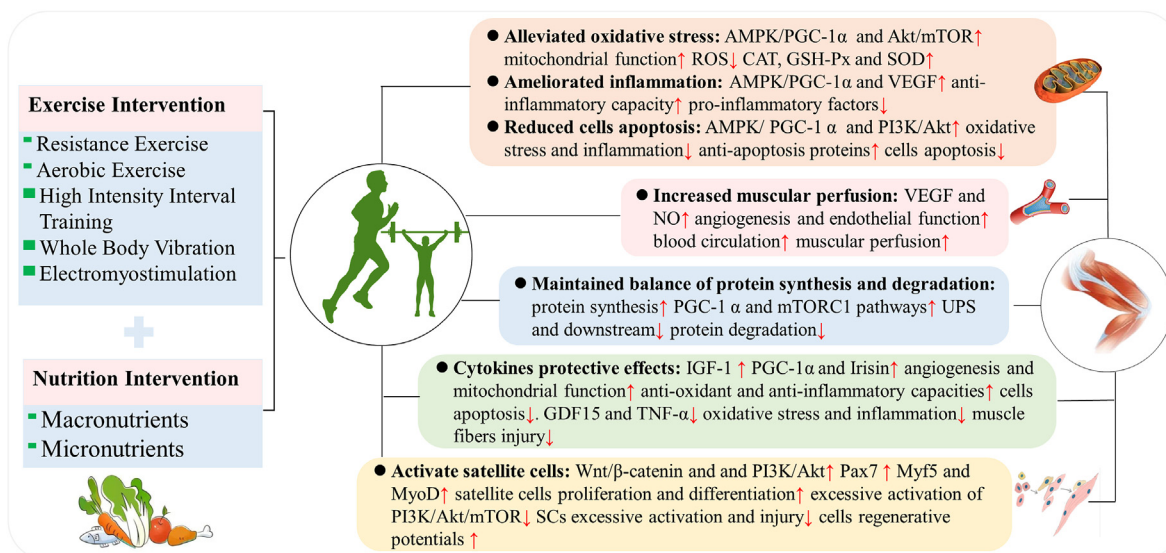 Exercise Intervention
Resistance Exercise
Aerobic Exercise
High Intensity Interval
Training
Whole Body Vibration
Electromyostimulation
Nutrition Intervention
Macronutrients
Micronutrients
● Alleviated oxidative stress: AMPK/PGC-1α and Akt/mTOR↑
mitochondrial function↑ ROS↓ CAT, GSH-Px and SOD↑
● Ameliorated inflammation: AMPK/PGC-1α and VEGF↑ anti-
inflammatory capacity↑ pro-inflammatory factors↓
● Reduced cells apoptosis: AMPK/ PGC-1 α and PI3K/Akt↑ oxidative
stress and inflammation↓ anti-apoptosis proteins↑ cells apoptosis↓
● Increased muscular perfusion: VEGF and
NO↑ angiogenesis and endothelial function↑
blood circulation↑ muscular perfusion↑
● Maintained balance of protein synthesis and degradation:
protein synthesis↑ PGC-1 α and mTORC1 pathways↑ UPS
and downstream↓ protein degradation↓
● Cytokines protective effects: IGF-1 ↑ PGC-1α and Irisin↑ angiogenesis and
mitochondrial function↑ anti-oxidant and anti-inflammatory capacities↑ cells
apoptosis↓. GDF15 and TNF-α↓ oxidative stress and inflammation↓ muscle
fibers injury↓
● Activate satellite cells: Wnt/β-catenin and and PI3K/Akt↑ Pax7 ↑ Myf5 and
MyoD↑ satellite cells proliferation and differentiation↑ excessive activation of
PI3K/Akt/mTOR↓ SCs excessive activation and injury↓ cells regenerative
potentials ↑